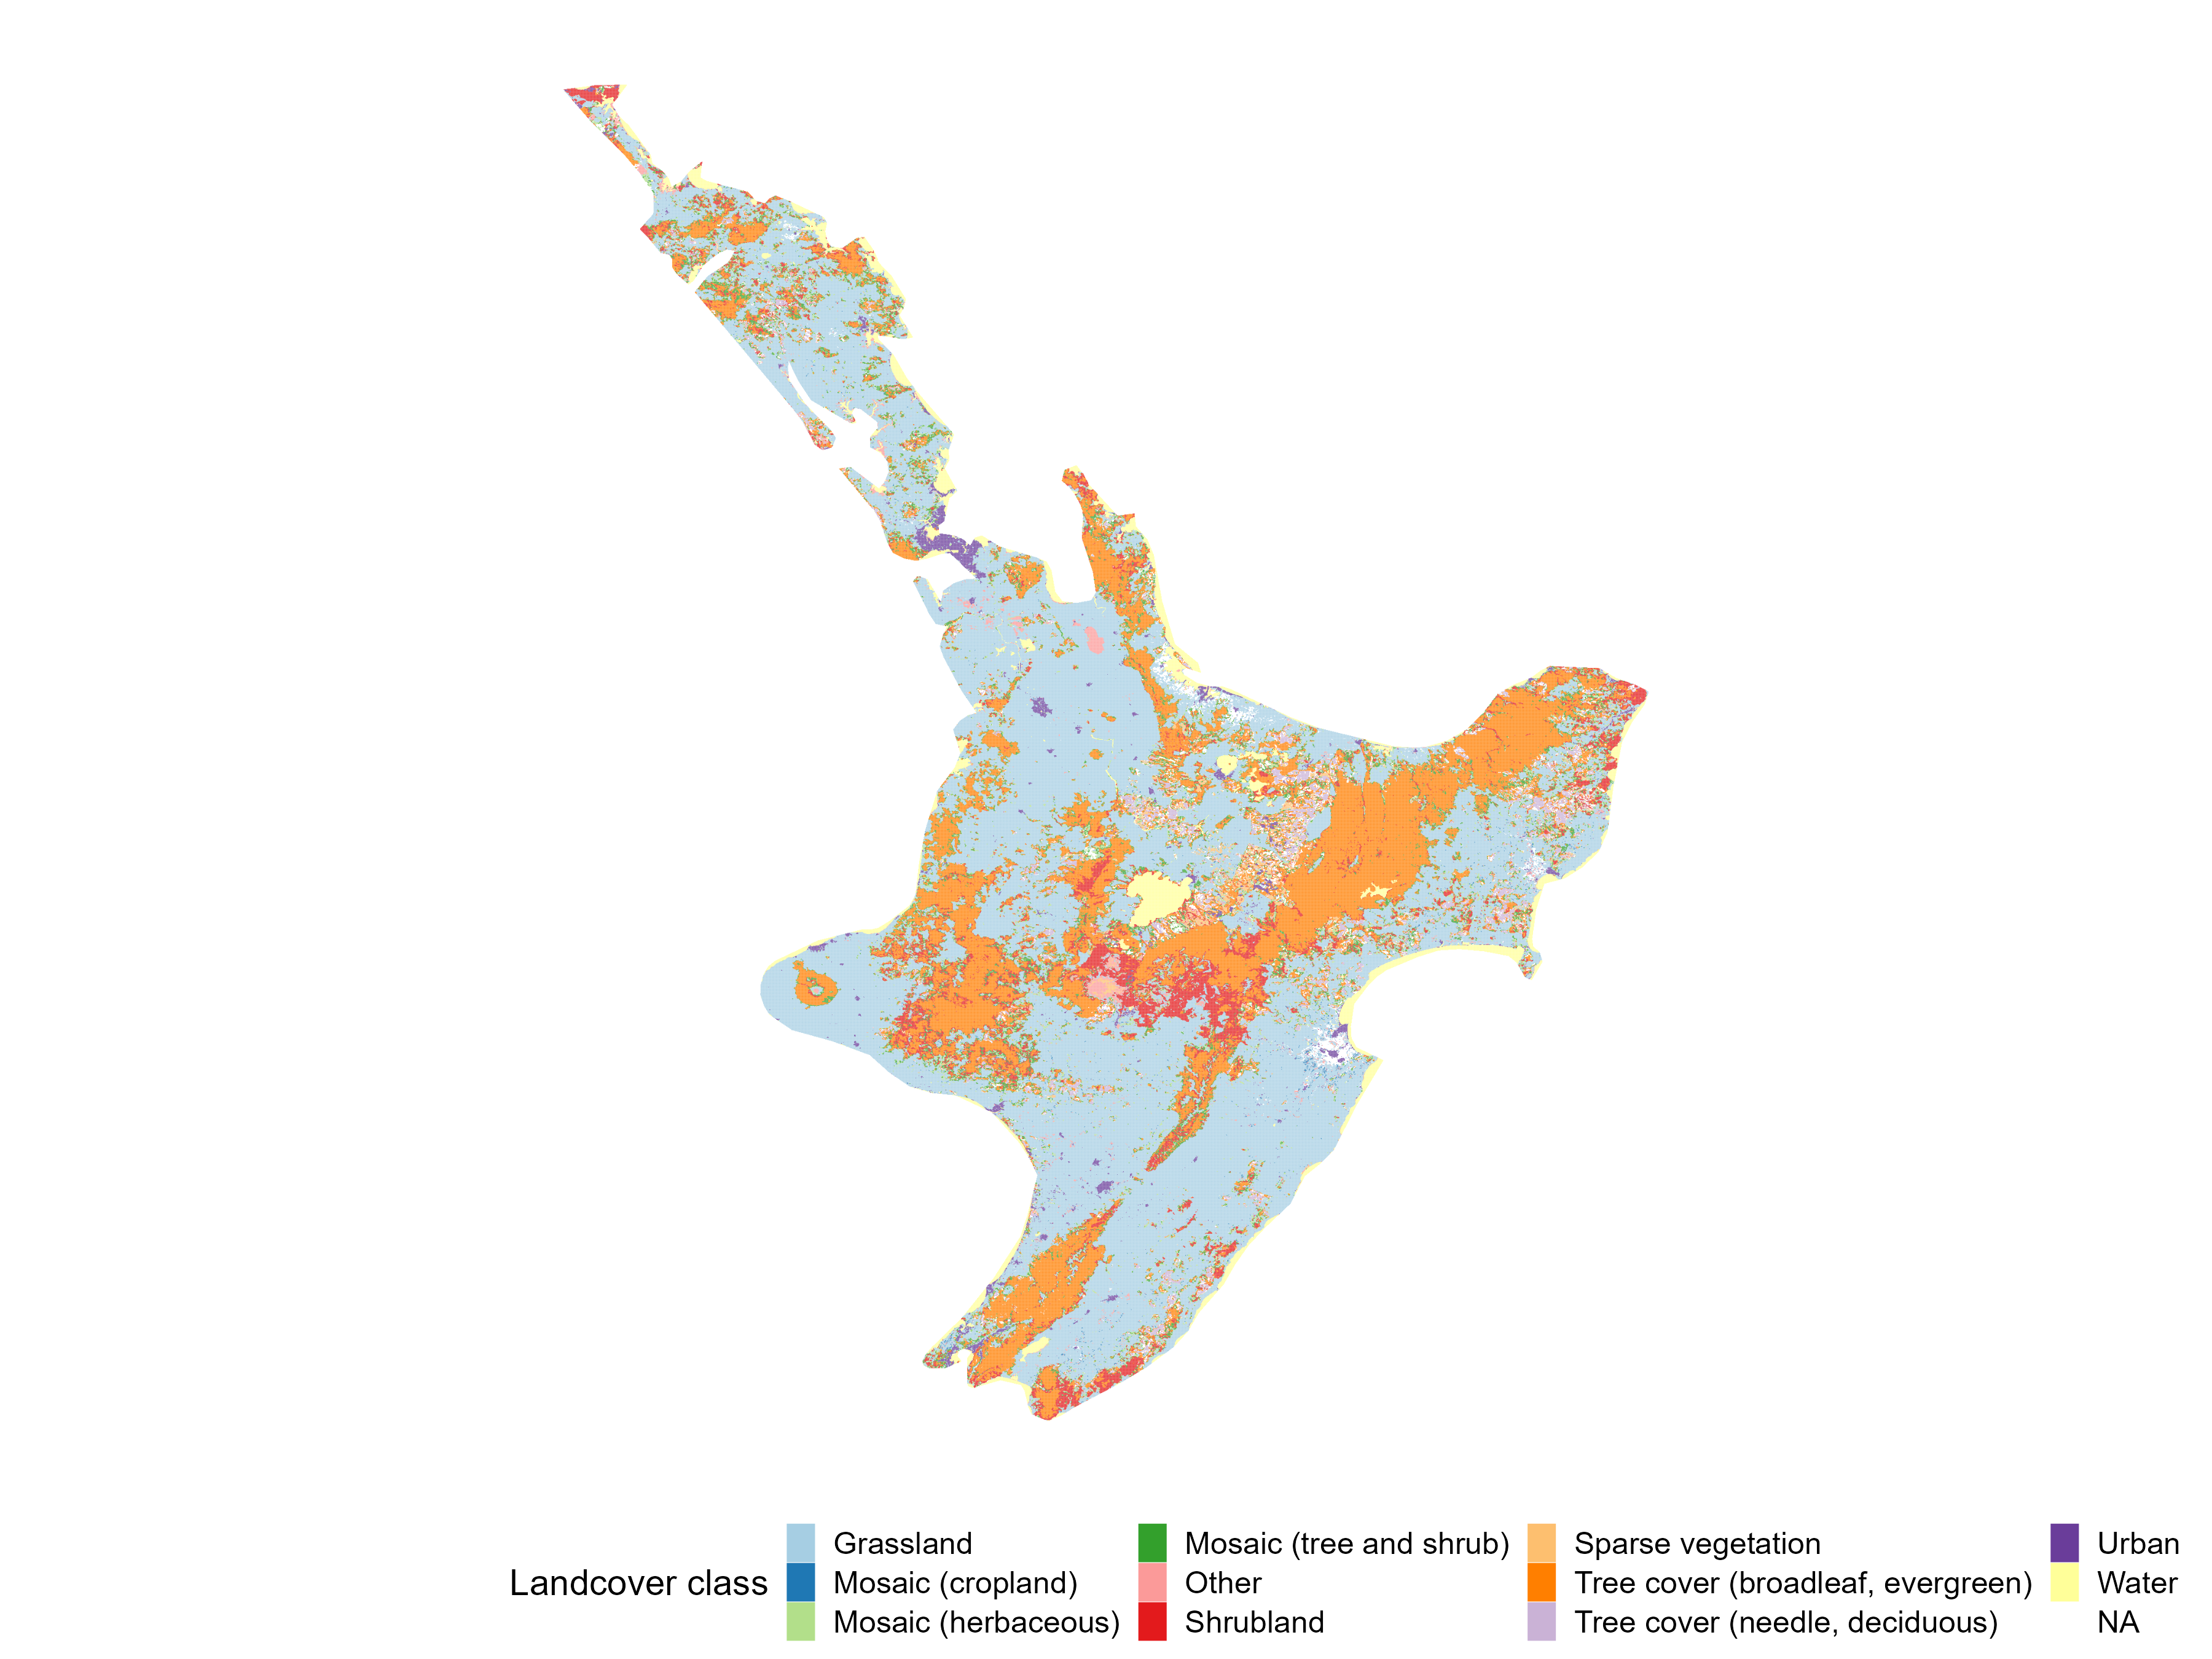 Landcover class
Grassland
Mosaic (cropland)
Mosaic (herbaceous)
Mosaic (tree and shrub)
Other
Shrubland
Sparse vegetation
Tree cover (broadleaf, evergreen)
Tree cover (needle, deciduous)
Urban
Water
NA